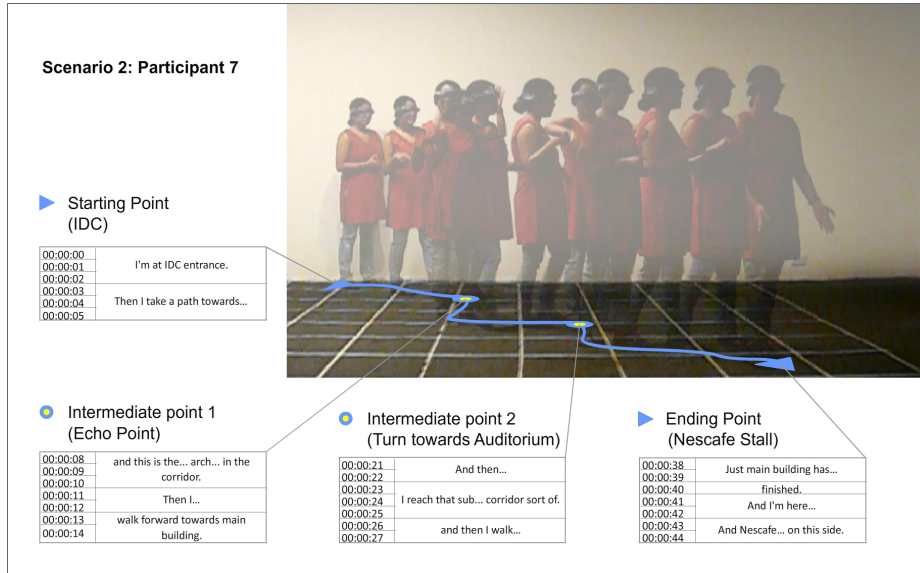 Scenario 2: Participant 7
Starting Point
(IDC)
00:00:00
00:00:01
00:00:02
I'm at IDC entrance.
00:00:03
00:00:04
00:00:05
Then I take a path towards...
Intermediate point 1
(Echo Point)
00:00:08
00:00:09
00:00:10
and this is the... arch... in the
corridor.
00:00:11
00:00:12
Then I...
00:00:13
00:00:14
walk forward towards main
building.
Intermediate point 2
(Turn towards Auditorium)
00:00:21
00:00:22
And then...
00:00:23
00:00:24
00:00:25
I reach that sub... corridor sort of.
00:00:26
00:00:27
and then I walk...
Ending Point
(Nescafe Stall)
00:00:38
00:00:39
Just main building has...
00:00:40
finished.
00:00:41
00:00:42
And I'm here...
00:00:43
00:00:44
And Nescafe... on this side.